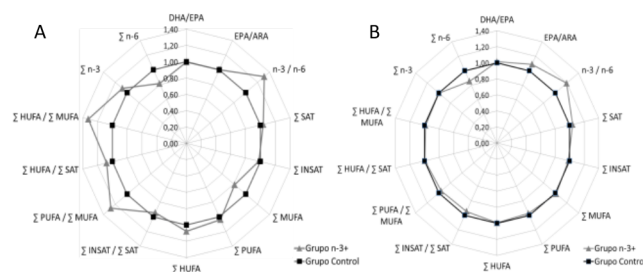 A
DHA/EPA
EPA/ARA
n-3 / n-6
∑ SAT
∑ INSAT
∑ MUFA
∑ PUFA
∑ HUFA
∑ INSAT / ∑ SAT
∑ PUFA / ∑ MUFA
∑ HUFA / ∑ SAT
∑ HUFA / ∑ MUFA
∑ n-3
∑ n-6
1,40
1,20
1,00
0,80
0,60
0,40
0,20
0,00
Grupo n-3+
Grupo Control
B
DHA/EPA
EPA/ARA
n-3 / n-6
∑ SAT
∑ INSAT
∑ MUFA
∑ PUFA
∑ HUFA
∑ INSAT / ∑ SAT
∑ PUFA / ∑
MUFA
∑ HUFA / ∑ SAT
∑ HUFA / ∑
MUFA
∑ n-3
∑ n-6
1,40
1,20
1,00
0,80
0,60
0,40
0,20
0,00
Grupo n-3+
Grupo Control